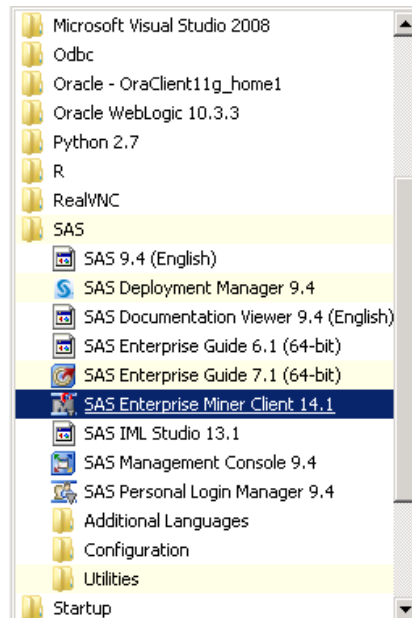 Microsoft Visual Studio 2008
Odbc
Oracle - OraClient11g_home1
Oracle WebLogic 10.3.3
Python 2.7
R
RealVNC
SAS
SAS 9.4 (English)
SAS Deployment Manager 9.4
SAS Documentation Viewer 9.4 (English)
SAS Enterprise Guide 6.1 (64-bit)
SAS Enterprise Guide 7.1 (64-bit)
SAS Enterprise Miner Client 14.1
SAS IML Studio 13.1
SAS Management Console 9.4
SAS Personal Login Manager 9.4
Additional Languages
Configuration
Utilities
Startup